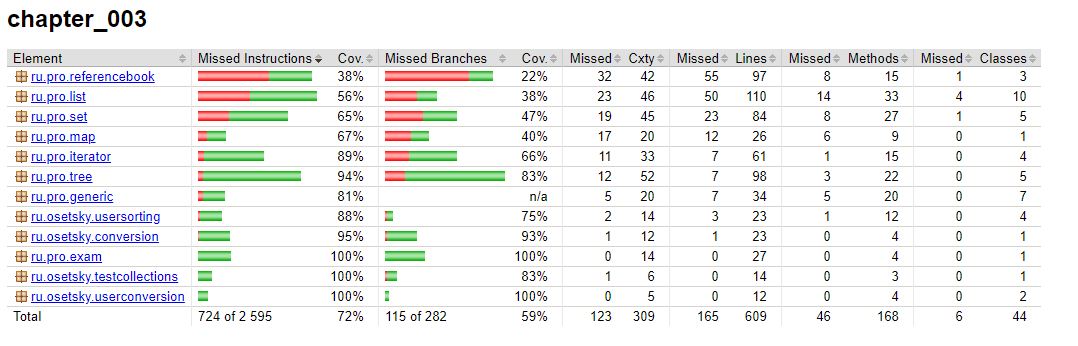 chapter_003
Element Missed Instructions Cov. Missed Branches Cov. Missed Cxty Missed Lines Missed Methods Missed Classes
ru.pro.referencebook 38% 22% 32 42 55 97 8 15 1 3
ru.pro.list 56% 38% 23 46 50 110 14 33 4 10
ru.pro.set 65% 47% 19 45 23 84 8 27 1 5
ru.pro.map 67% 40% 17 20 12 26 6 9 0 1
ru.pro.iterator 89% 66% 11 33 7 61 1 15 0 4
ru.pro.tree 94% 83% 12 52 7 98 3 22 0 5
ru.pro.generic 81% n/a 5 20 7 34 5 20 0 7
ru.osetsky.usersorting 88% 75% 2 14 3 23 1 12 0 4
ru.osetsky.conversion 95% 93% 1 12 1 23 0 4 0 1
ru.pro.exam 100% 100% 0 14 0 27 0 4 0 1
ru.osetsky.testcollections 100% 83% 1 6 0 14 0 3 0 1
ru.osetsky.userconversion 100% 100% 0 5 0 12 0 4 0 2
Total 724 of 2 595 72% 115 of 282 59% 123 309 165 609 46 168 6 44